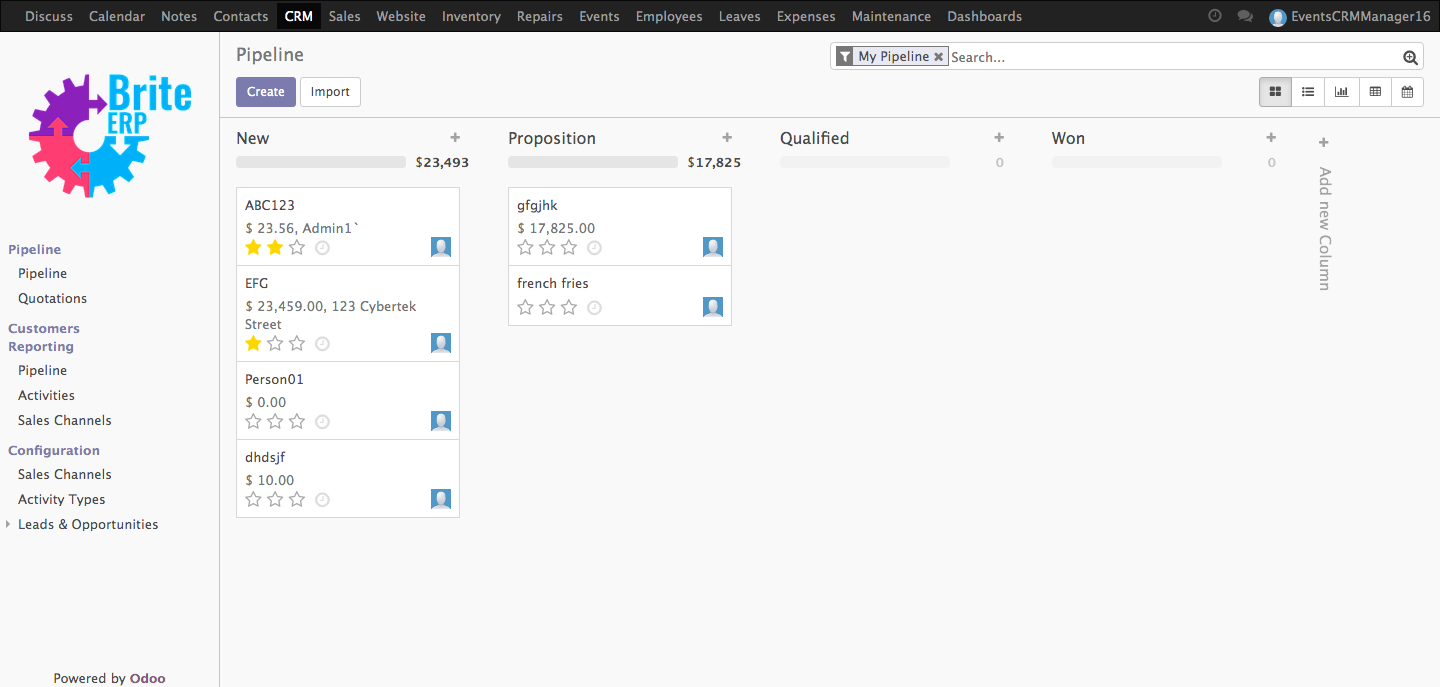 Discuss Calendar Notes Contacts CRM Sales Website Inventory Repairs Events Employees Leaves Expenses Maintenance Dashboards EventsCRMManager16
Brite
ERP
Pipeline
Pipeline
Quotations
Customers
Reporting
Pipeline
Activities
Sales Channels
Configuration
Sales Channels
Activity Types
Leads & Opportunities
Powered by Odoo
Pipeline
My Pipeline Search...
Create Import
New
$23,493
ABC123
$ 23.56, Admin1`
EFG
$ 23,459.00, 123 Cybertek
Street
Person01
$ 0.00
dhdsjf
$ 10.00
Proposition
$17,825
gfgjhk
$ 17,825.00
french fries
Qualified
0
Won
0
Add new Column